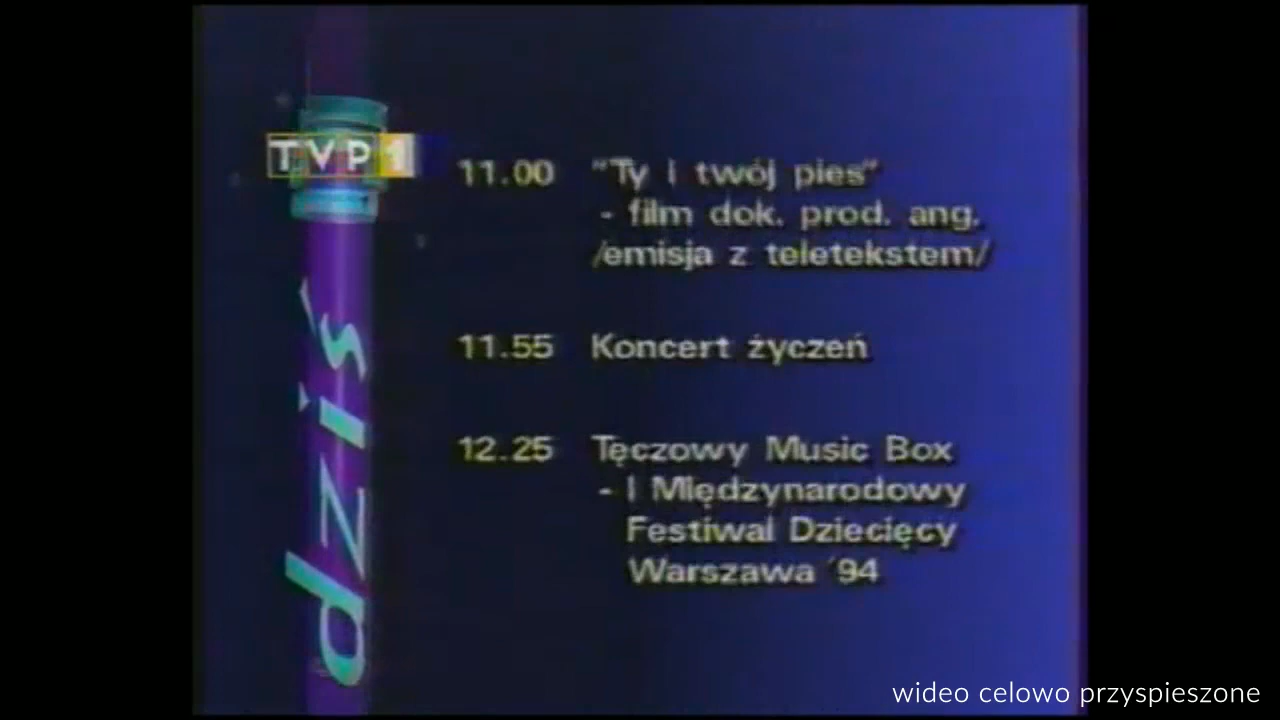 TVP1
dziś
11.00 "Ty i twój pies"
- film dok. prod. ang.
/emisja z teletekstem/
11.55 Koncert życzeń
12.25 Tęczowy Music Box
- I Międzynarodowy
Festiwal Dziecięcy
Warszawa '94
wideo celowo przyspieszone